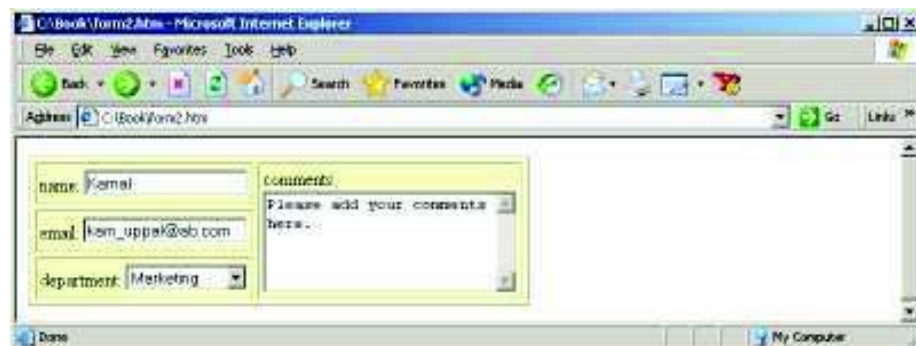 C:\Book\form2.htm - Microsoft Internet Explorer
File Edit View Favorites Tools Help
Back Search Favorites Media
Address C:\Book\form2.htm Go Links »
name: Kamal
email: kam_uppal@ab.com
department: Marketing
comments:
Please add your comments
here.
Done My Computer